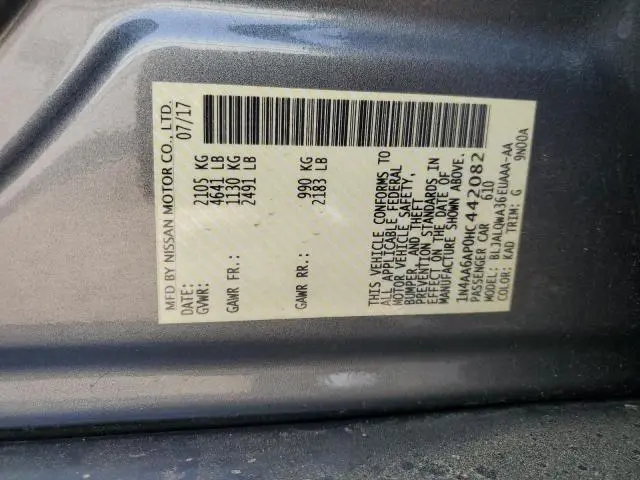 MFD BY NISSAN MOTOR CO., LTD.
DATE: 07/17
GVWR: 2105 KG
4641 LB
GAWR FR.: 1130 KG
2491 LB
GAWR RR.: 990 KG
2183 LB
THIS VEHICLE CONFORMS TO
ALL APPLICABLE FEDERAL
MOTOR VEHICLE SAFETY,
BUMPER, AND THEFT
PREVENTION STANDARDS IN
EFFECT ON THE DATE OF
MANUFACTURE SHOWN ABOVE.
1N4AA6AP0HC442082
PASSENGER CAR 610
MODEL: BLJALQWA36EUAAA-AA
COLOR: KAD TRIM: G 9N00A